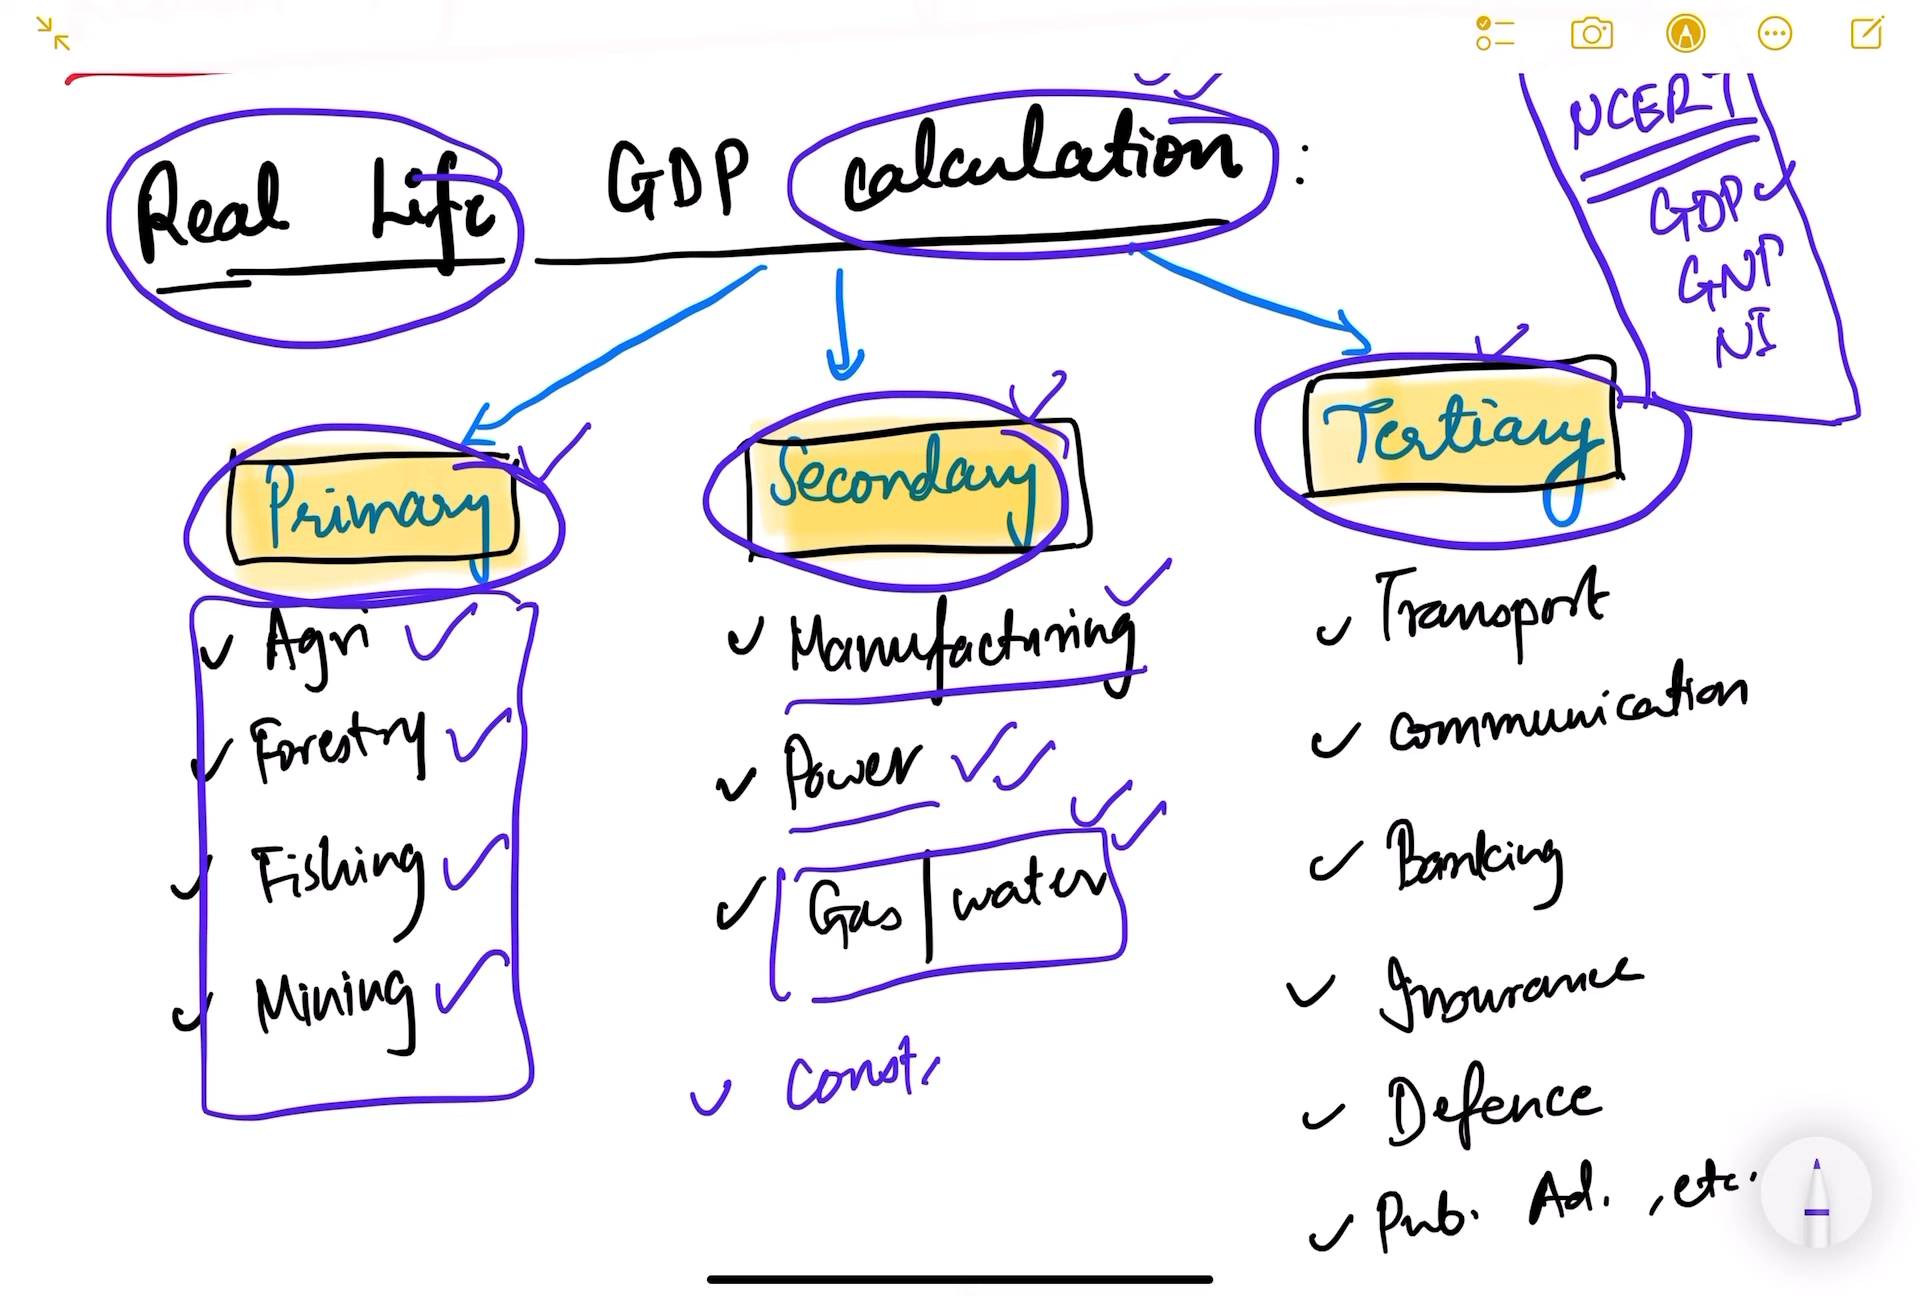 Real Life GDP calculation :
NCERT
GDP
GNP
NI
Primary
Agri
Forestry
Fishing
Mining
Secondary
Manufacturing
Power
Gas | water
Const.
Tertiary
Transport
Communication
Banking
Insurance
Defence
Pub. Ad. , etc.